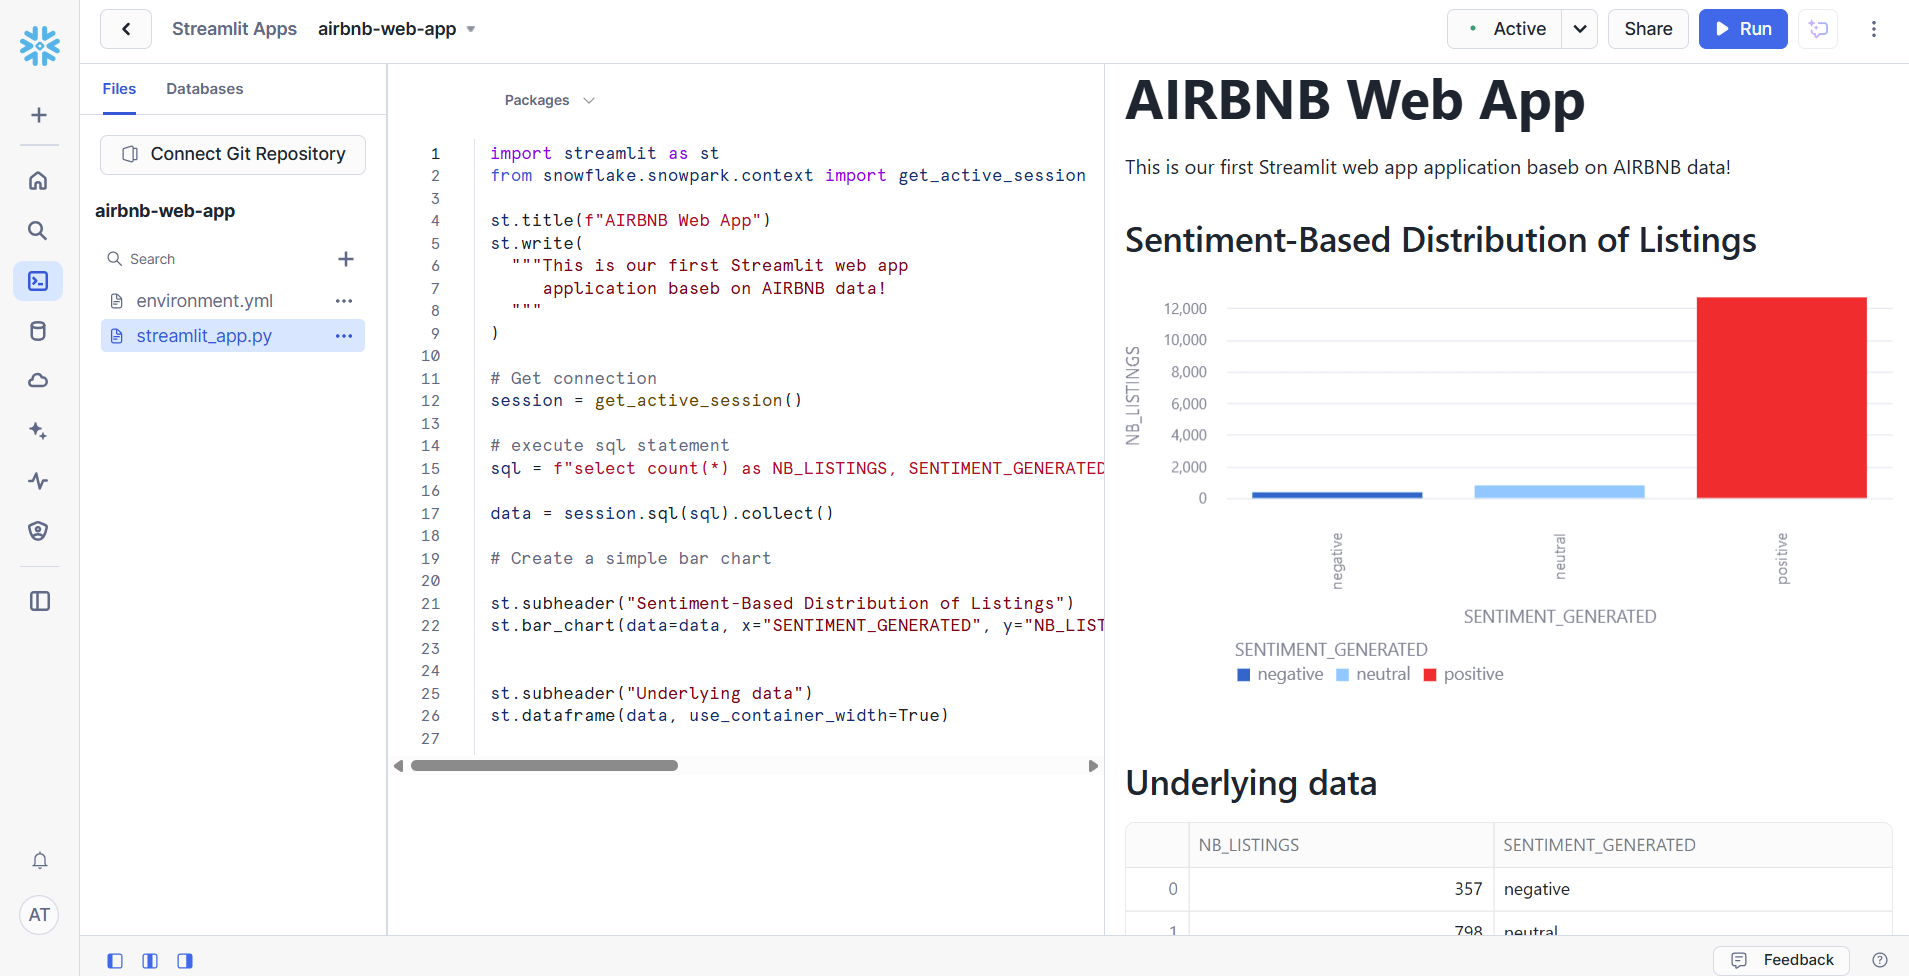 Streamlit Apps
airbnb-web-app
Active
Share
Run
Files
Databases
Connect Git Repository
airbnb-web-app
Search
environment.yml
streamlit_app.py
AT
Packages
1 import streamlit as st
2 from snowflake.snowpark.context import get_active_session
3
4 st.title(f"AIRBNB Web App")
5 st.write(
6 """This is our first Streamlit web app
7 application baseb on AIRBNB data!
8 """
9 )
10
11 # Get connection
12 session = get_active_session()
13
14 # execute sql statement
15 sql = f"select count(*) as NB_LISTINGS, SENTIMENT_GENERATED
16
17 data = session.sql(sql).collect()
18
19 # Create a simple bar chart
20
21 st.subheader("Sentiment-Based Distribution of Listings")
22 st.bar_chart(data=data, x="SENTIMENT_GENERATED", y="NB_LIST
23
24
25 st.subheader("Underlying data")
26 st.dataframe(data, use_container_width=True)
27
AIRBNB Web App
This is our first Streamlit web app application baseb on AIRBNB data!
Sentiment-Based Distribution of Listings
NB_LISTINGS
12,000
10,000
8,000
6,000
4,000
2,000
0
negative
neutral
positive
SENTIMENT_GENERATED
SENTIMENT_GENERATED
negative neutral positive
Underlying data
NB_LISTINGS SENTIMENT_GENERATED
0 357 negative
1 798 neutral
Feedback